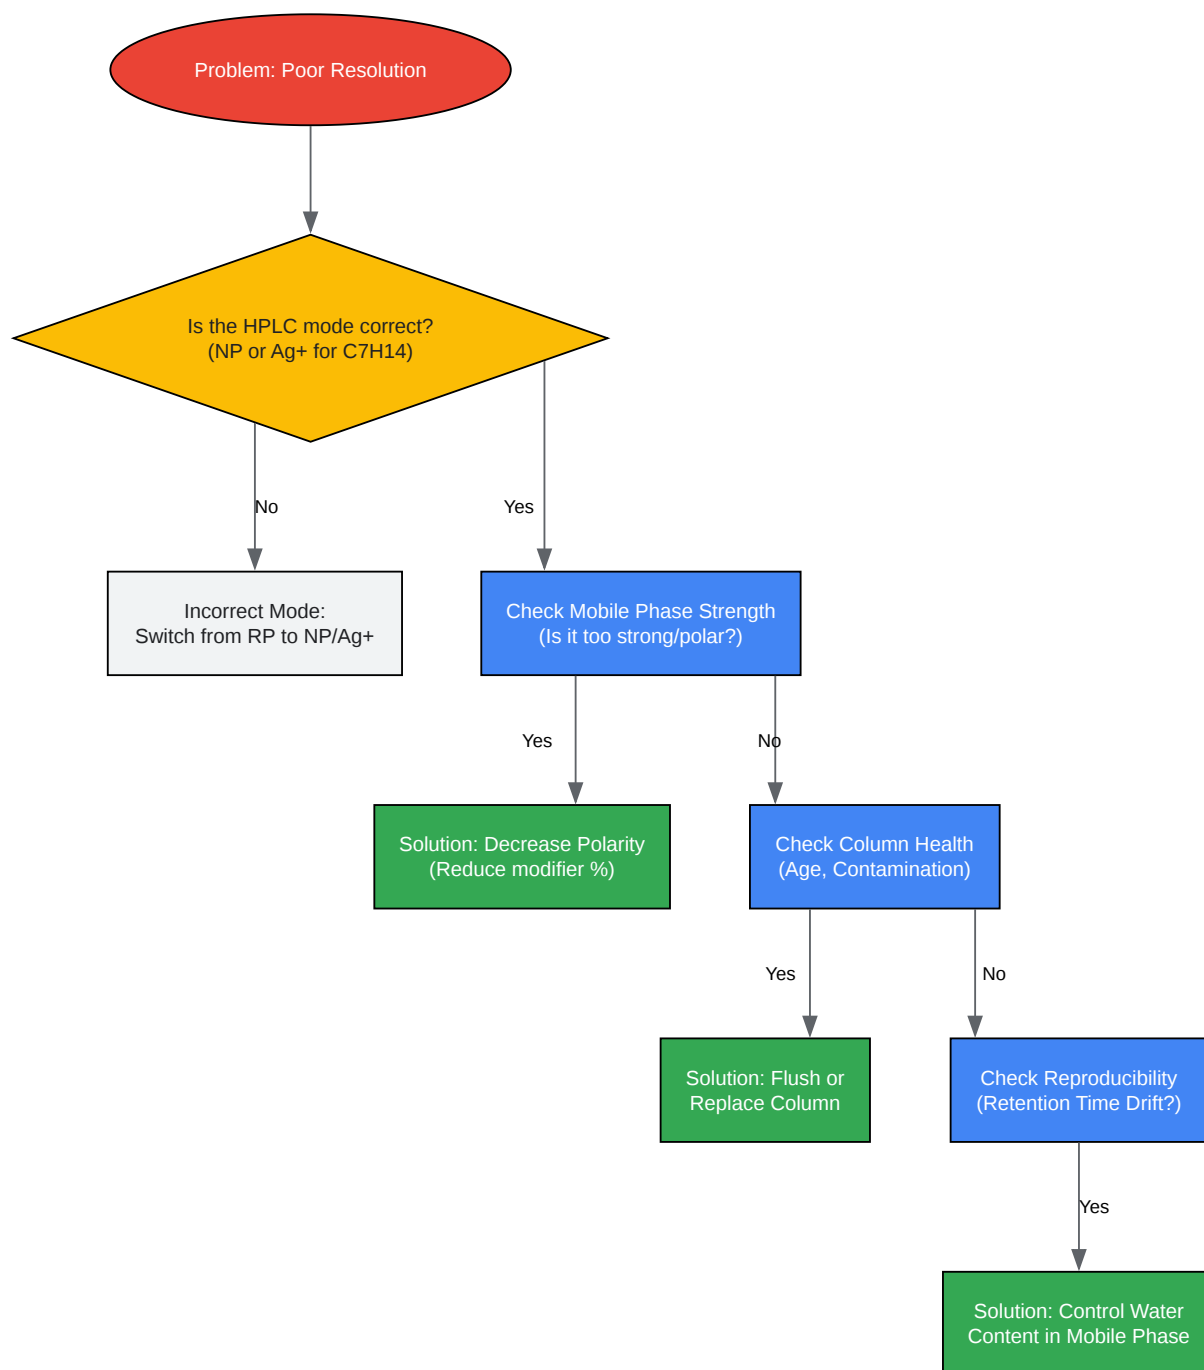 Problem: Poor Resolution
Is the HPLC mode correct?
(NP or Ag+ for C7H14)
No
Yes
Incorrect Mode:
Switch from RP to NP/Ag+
Check Mobile Phase Strength
(Is it too strong/polar?)
Yes
No
Solution: Decrease Polarity
(Reduce modifier %)
Check Column Health
(Age, Contamination)
Yes
No
Solution: Flush or
Replace Column
Check Reproducibility
(Retention Time Drift?)
Yes
Solution: Control Water
Content in Mobile Phase